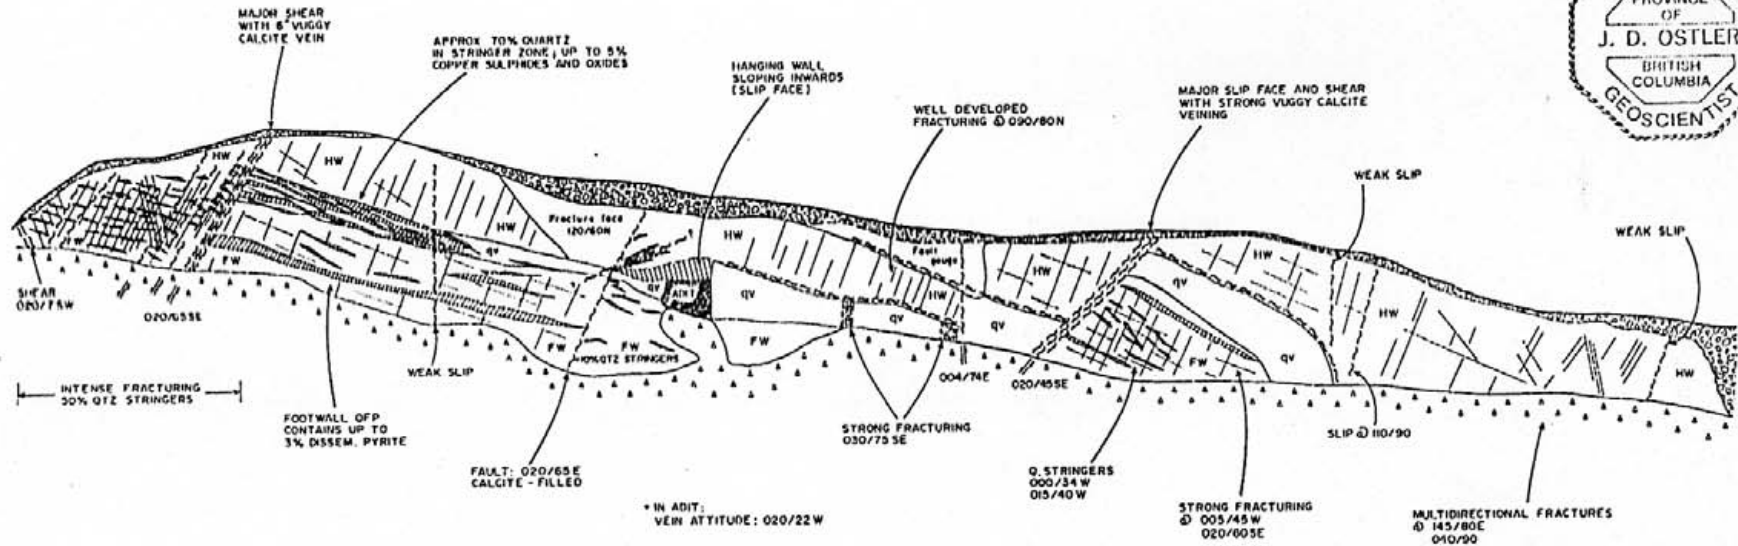 PROVINCE
OF
J. D. OSTLER
BRITISH
COLUMBIA
GEOSCIENTIST
MAJOR SHEAR
WITH 6" VUGGY
CALCITE VEIN
APPROX 70% QUARTZ
IN STRINGER ZONE; UP TO 5%
COPPER SULPHIDES AND OXIDES
HANGING WALL
SLOPING INWARDS
(SLIP FACE)
WELL DEVELOPED
FRACTURING @ 090/80N
MAJOR SLIP FACE AND SHEAR
WITH STRONG VUGGY CALCITE
VEINING
WEAK SLIP
WEAK SLIP
HW
HW
HW
Fracture face
120/60N
HW
Fault
gouge
HW
HW
HW
HW
HW
FW
FW
qv
qv
ADIT
qv
qv
qv
qv
qv
FW
FW
10% QTZ STRINGERS
FW
FW
SHEAR
020/75W
020/65SE
WEAK SLIP
004/74E
020/45SE
INTENSE FRACTURING
50% QTZ STRINGERS
FOOTWALL QFP
CONTAINS UP TO
3% DISSEM. PYRITE
FAULT: 020/65E
CALCITE - FILLED
* IN ADIT:
VEIN ATTITUDE: 020/22W
STRONG FRACTURING
030/75SE
Q. STRINGERS
000/34W
015/40W
STRONG FRACTURING
@ 005/45W
020/60SE
SLIP @ 110/90
MULTIDIRECTIONAL FRACTURES
@ 145/80E
040/90